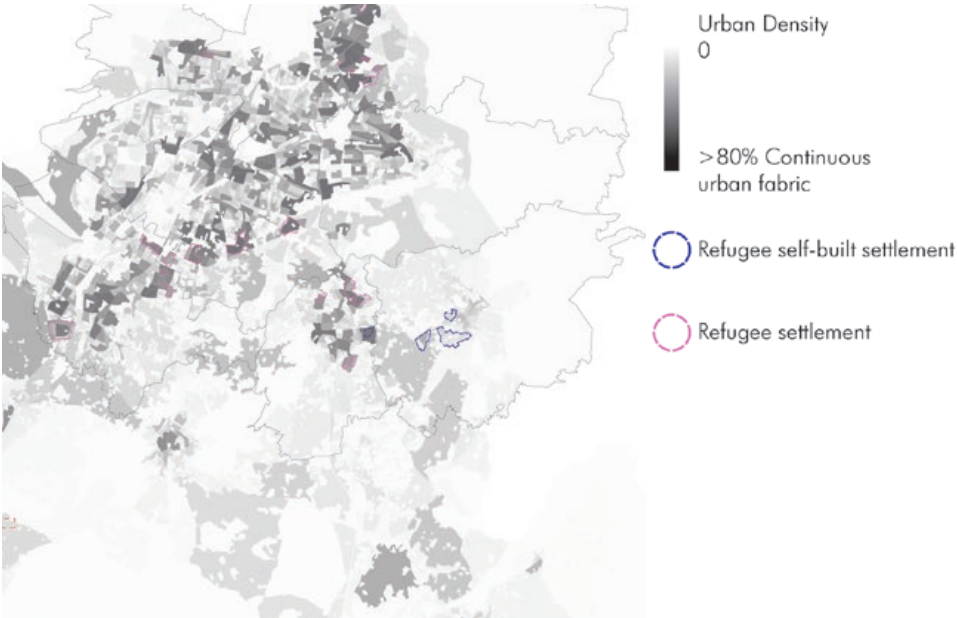 Urban Density
0
>80% Continuous
urban fabric
Refugee self-built settlement
Refugee settlement